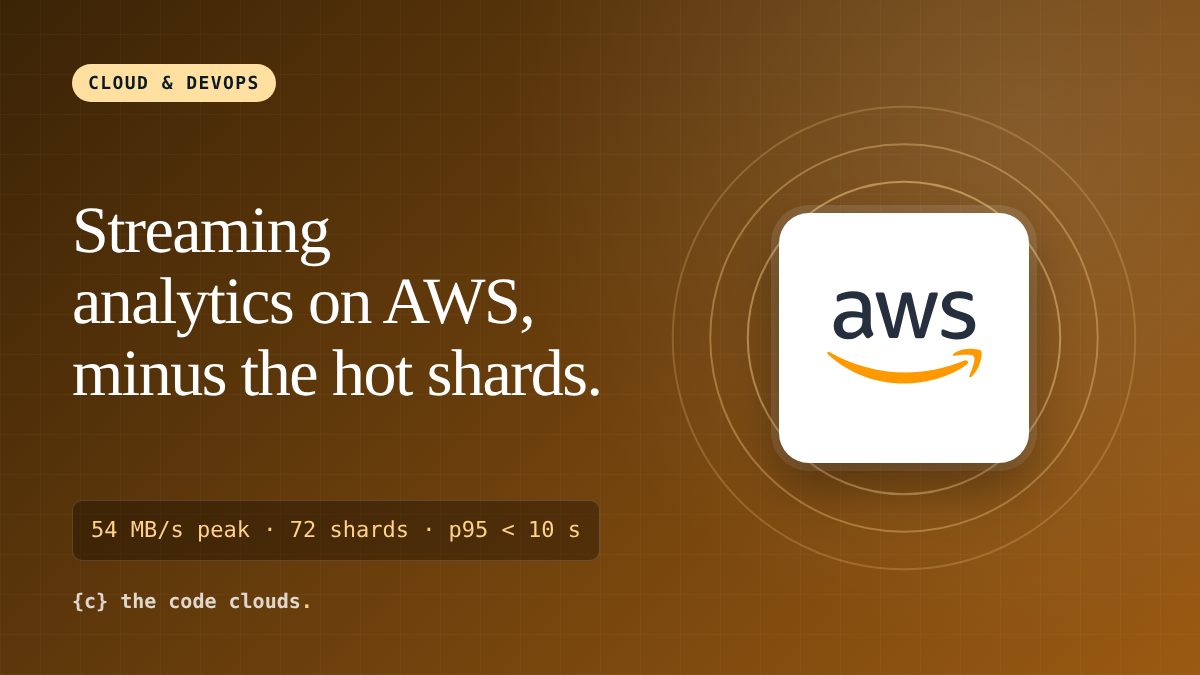 CLOUD & DEVOPS
Streaming
analytics on AWS,
minus the hot shards.
aws
54 MB/s peak · 72 shards · p95 < 10 s
{c} the code clouds.